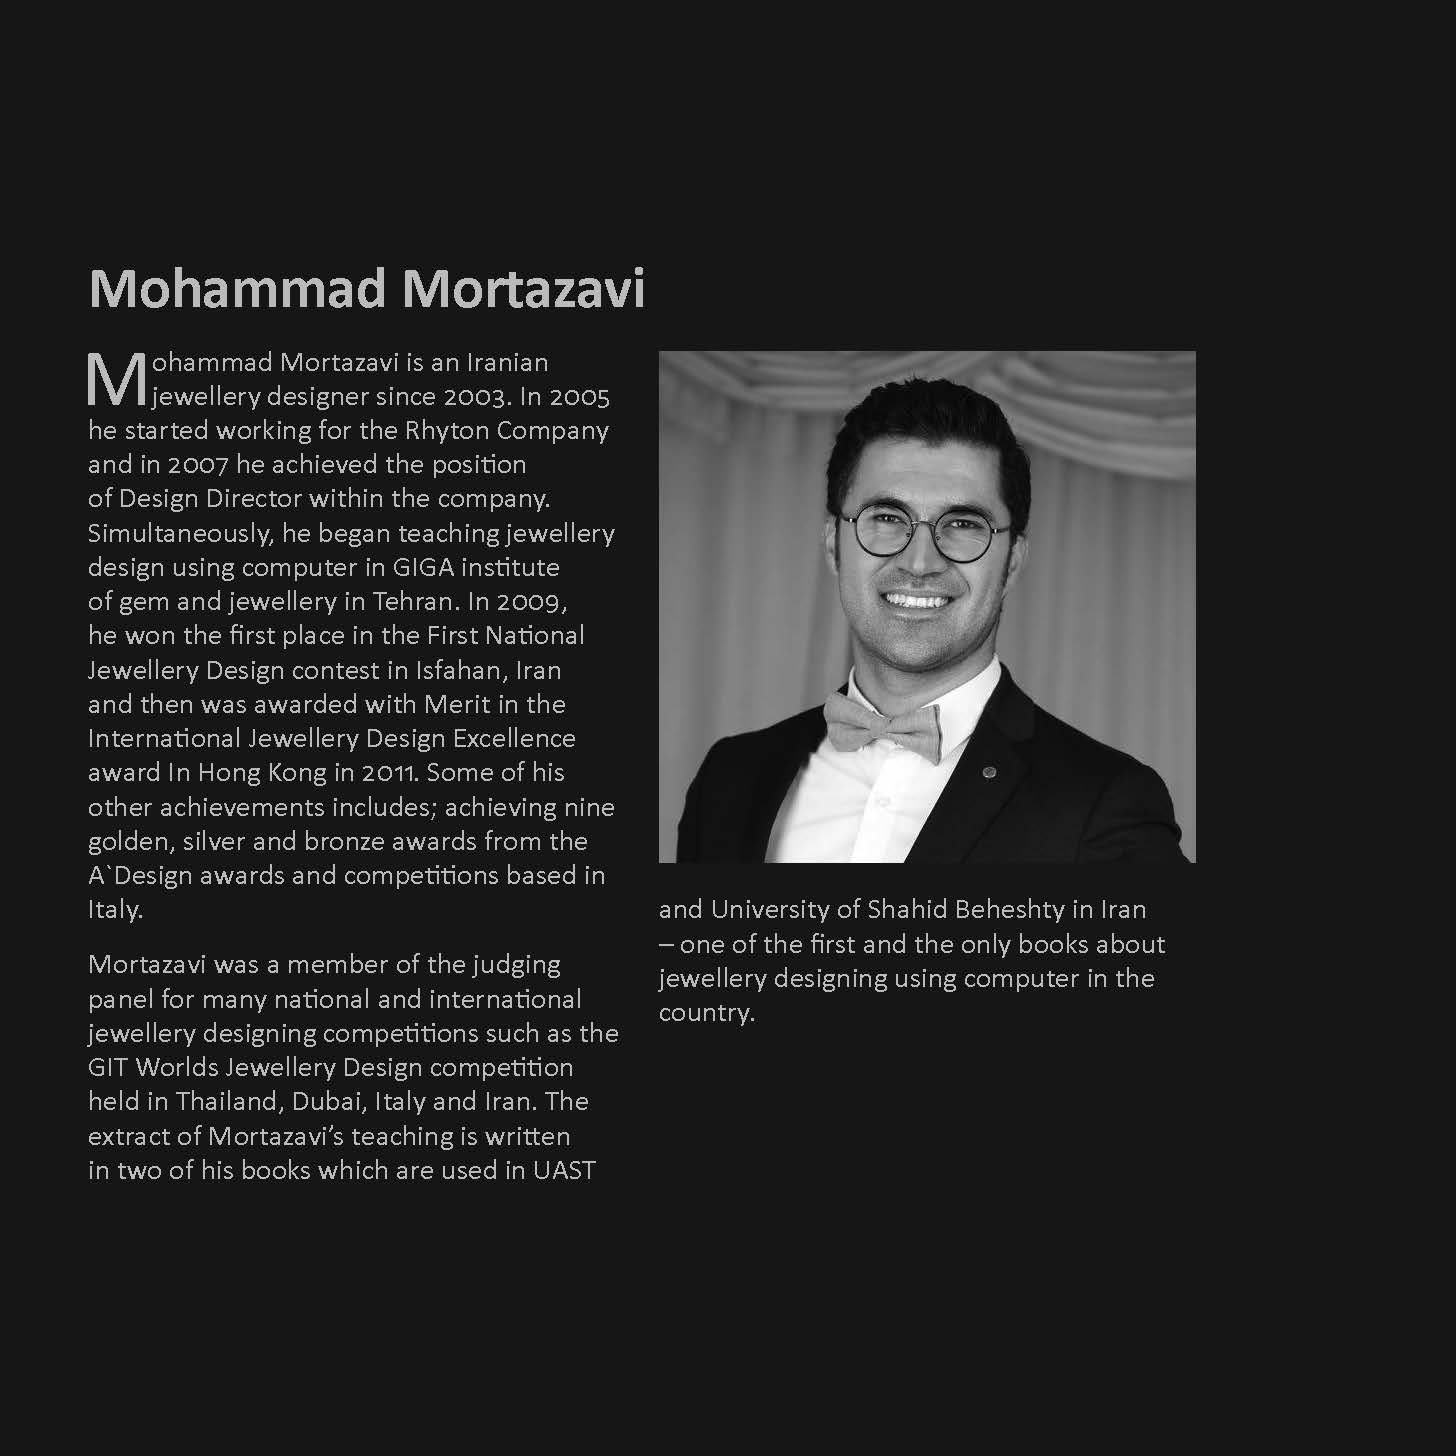 Mohammad Mortazavi
Mohammad Mortazavi is an Iranian
jewellery designer since 2003. In 2005
he started working for the Rhyton Company
and in 2007 he achieved the position
of Design Director within the company.
Simultaneously, he began teaching jewellery
design using computer in GIGA institute
of gem and jewellery in Tehran. In 2009,
he won the first place in the First National
Jewellery Design contest in Isfahan, Iran
and then was awarded with Merit in the
International Jewellery Design Excellence
award In Hong Kong in 2011. Some of his
other achievements includes; achieving nine
golden, silver and bronze awards from the
A`Design awards and competitions based in
Italy.
Mortazavi was a member of the judging
panel for many national and international
jewellery designing competitions such as the
GIT Worlds Jewellery Design competition
held in Thailand, Dubai, Italy and Iran. The
extract of Mortazavi’s teaching is written
in two of his books which are used in UAST
and University of Shahid Beheshty in Iran
– one of the first and the only books about
jewellery designing using computer in the
country.